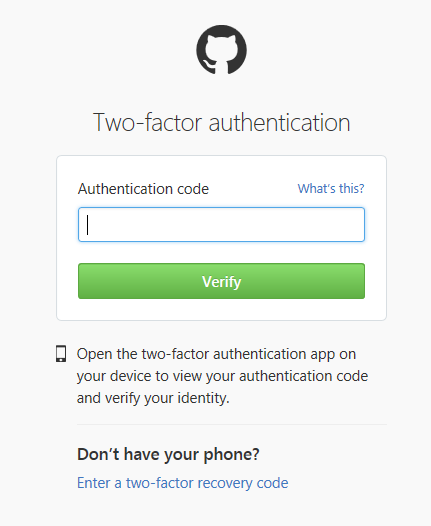 Two-factor authentication
Authentication code What's this?
Verify
Open the two-factor authentication app on
your device to view your authentication code
and verify your identity.
Don't have your phone?
Enter a two-factor recovery code